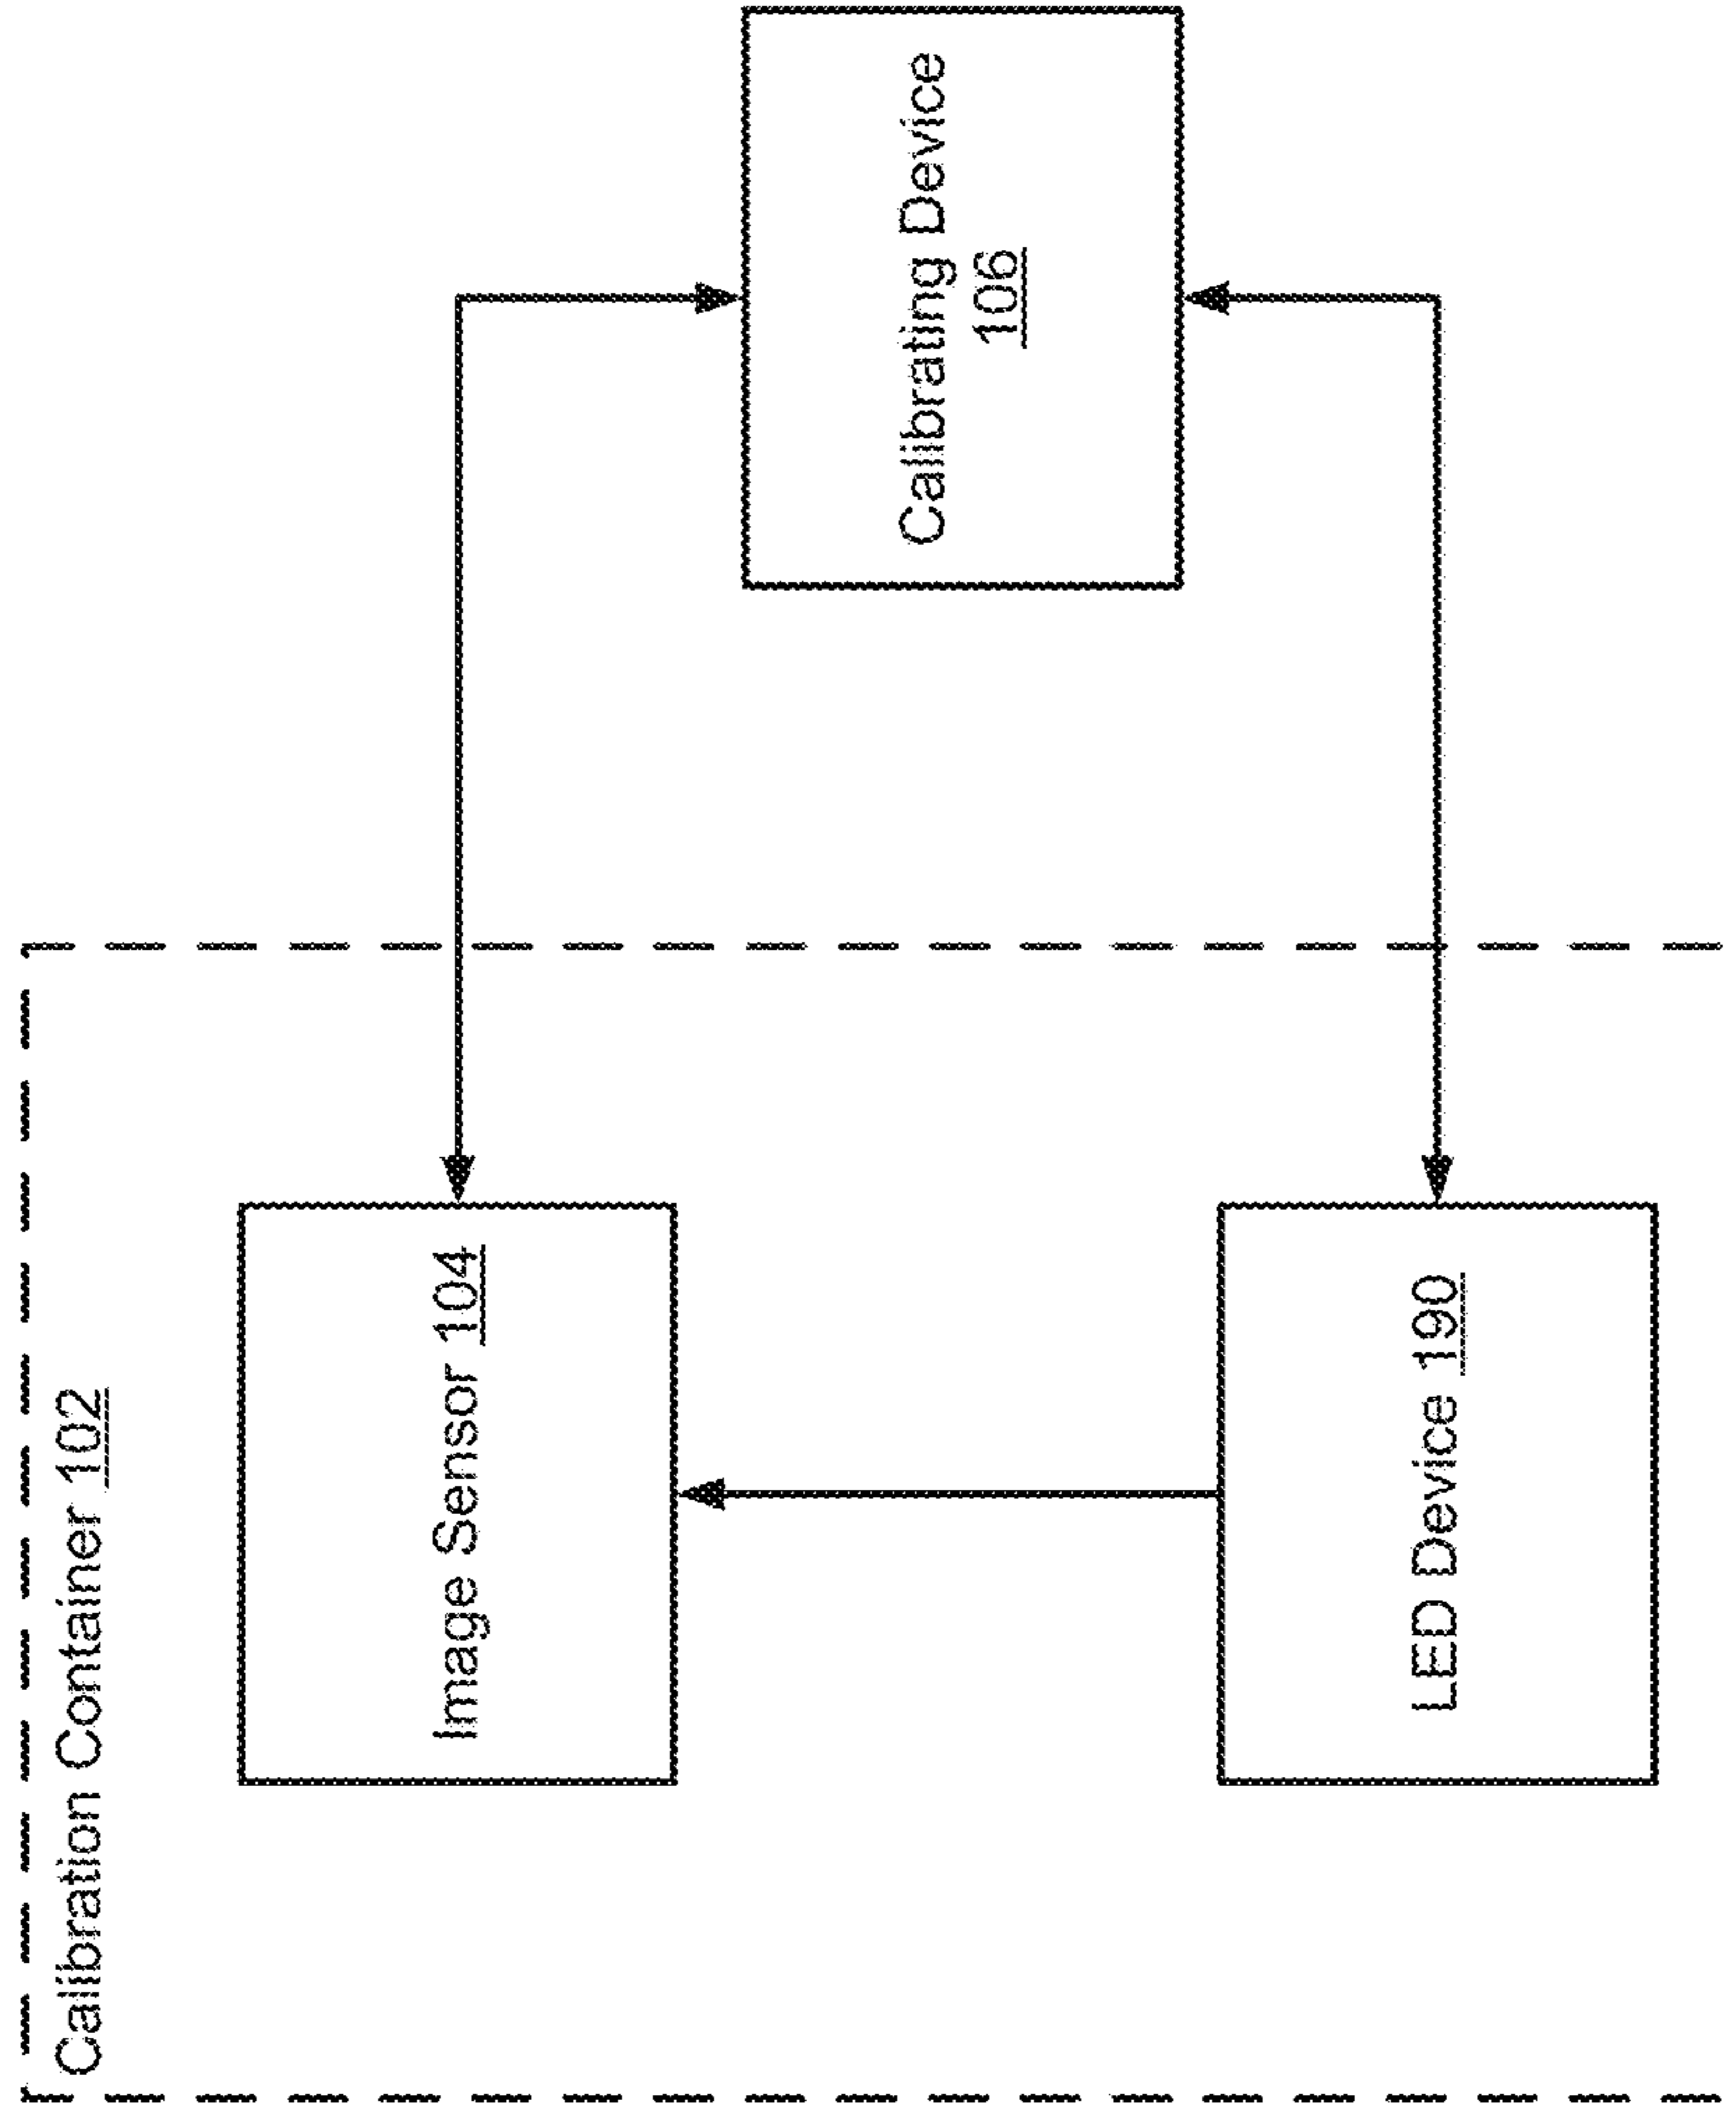 Calibration Container 102
Image Sensor 104
LED Device 190
Calibrating Device
106